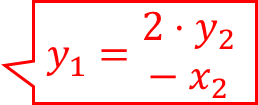 y₁ = 2 · y₂
− x₂